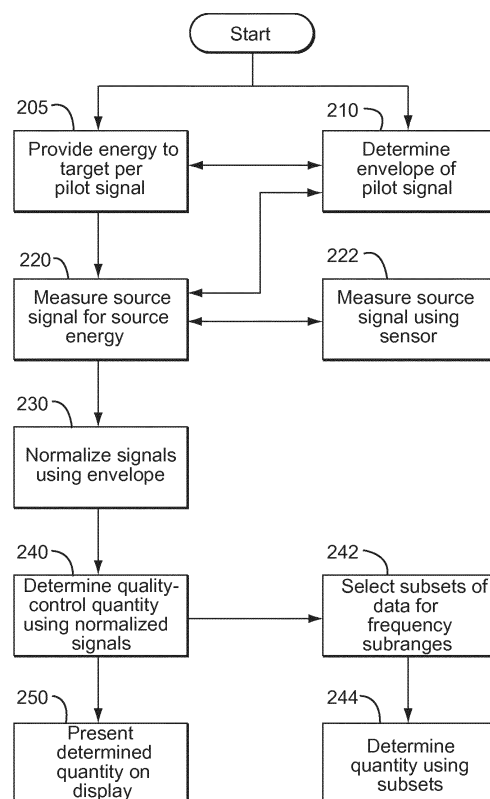 Start
205
Provide energy to
target per
pilot signal
210
Determine
envelope of
pilot signal
220
Measure source
signal for source
energy
222
Measure source
signal using
sensor
230
Normalize signals
using envelope
240
Determine quality-
control quantity
using normalized
signals
242
Select subsets of
data for
frequency
subranges
250
Present
determined
quantity on
display
244
Determine
quantity using
subsets